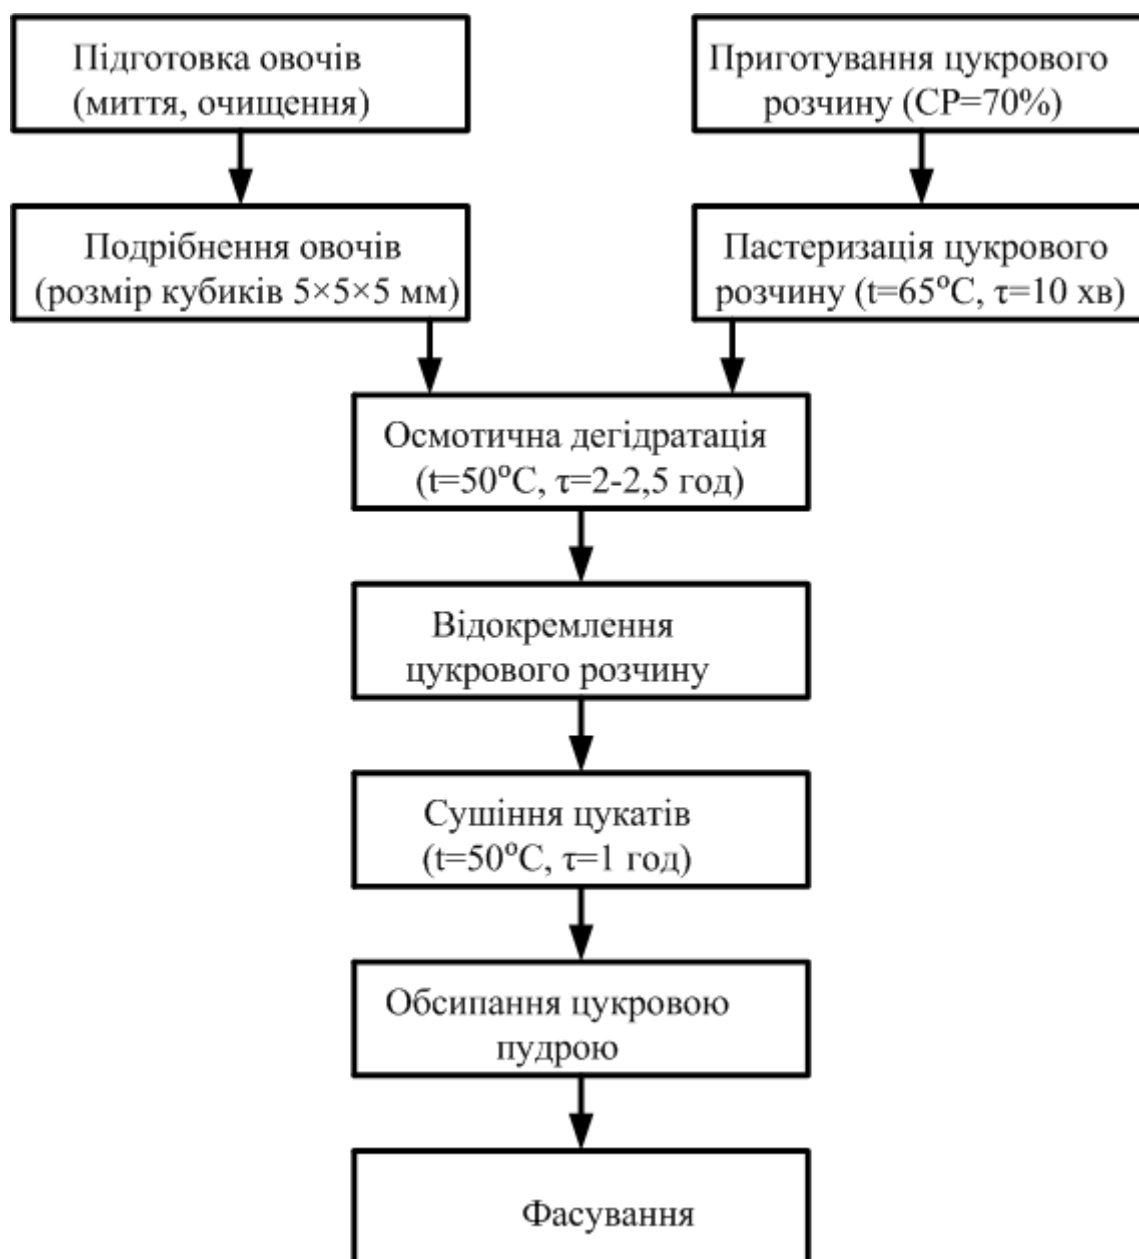 Підготовка овочів
(миття, очищення)
Приготування цукрового
розчину (СР=70%)
Подрібнення овочів
(розмір кубиків 5×5×5 мм)
Пастеризація цукрового
розчину (t=65°C, τ=10 хв)
Осмотична дегідратація
(t=50°C, τ=2-2,5 год)
Відокремлення
цукрового розчину
Сушіння цукатів
(t=50°C, τ=1 год)
Обсипання цукровою
пудрою
Фасування